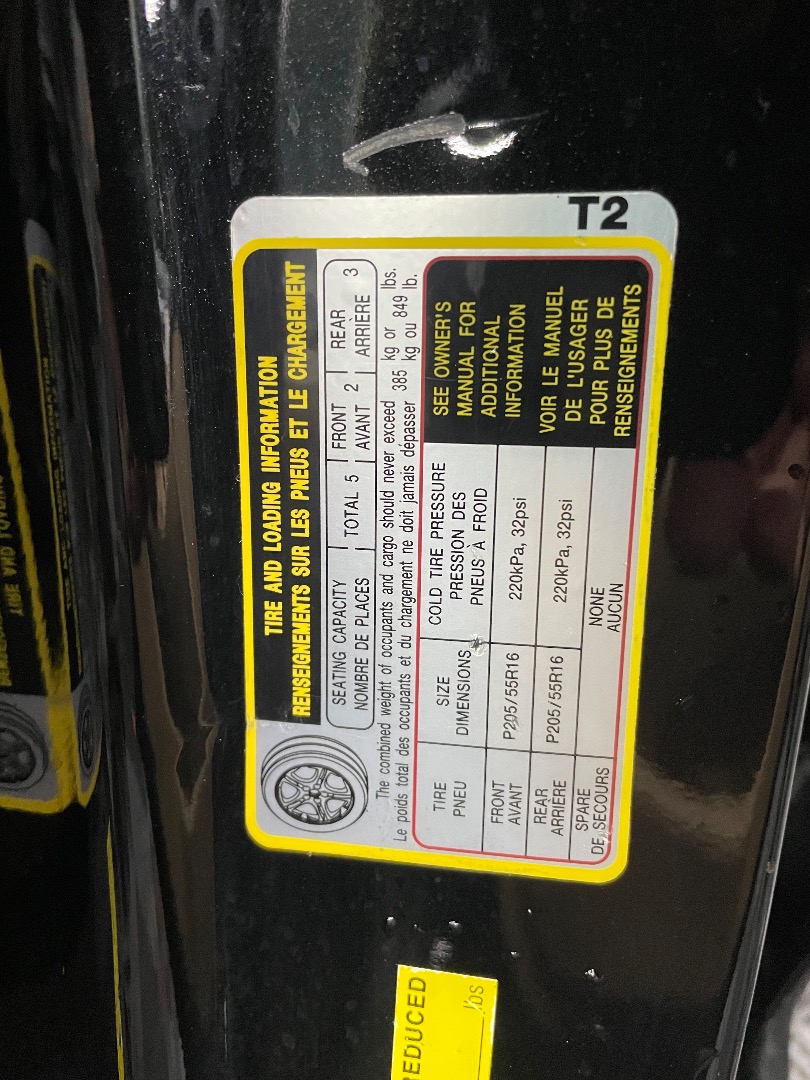 T2
TIRE AND LOADING INFORMATION
RENSEIGNEMENTS SUR LES PNEUS ET LE CHARGEMENT
SEATING CAPACITY
NOMBRE DE PLACES
TOTAL 5
FRONT
AVANT
2
REAR
ARRIÈRE
3
The combined weight of occupants and cargo should never exceed 385 kg or lbs.
Le poids total des occupants et du chargement ne doit jamais dépasser kg ou 849 lb.
TIRE
PNEU
SIZE
DIMENSIONS
COLD TIRE PRESSURE
PRESSION DES
PNEUS A FROID
FRONT
AVANT
P205/55R16
220kPa, 32psi
REAR
ARRIÈRE
P205/55R16
220kPa, 32psi
SPARE
DE SECOURS
NONE
AUCUN
SEE OWNER'S
MANUAL FOR
ADDITIONAL
INFORMATION
VOIR LE MANUEL
DE L'USAGER
POUR PLUS DE
RENSEIGNEMENTS
EDUCED
lbs